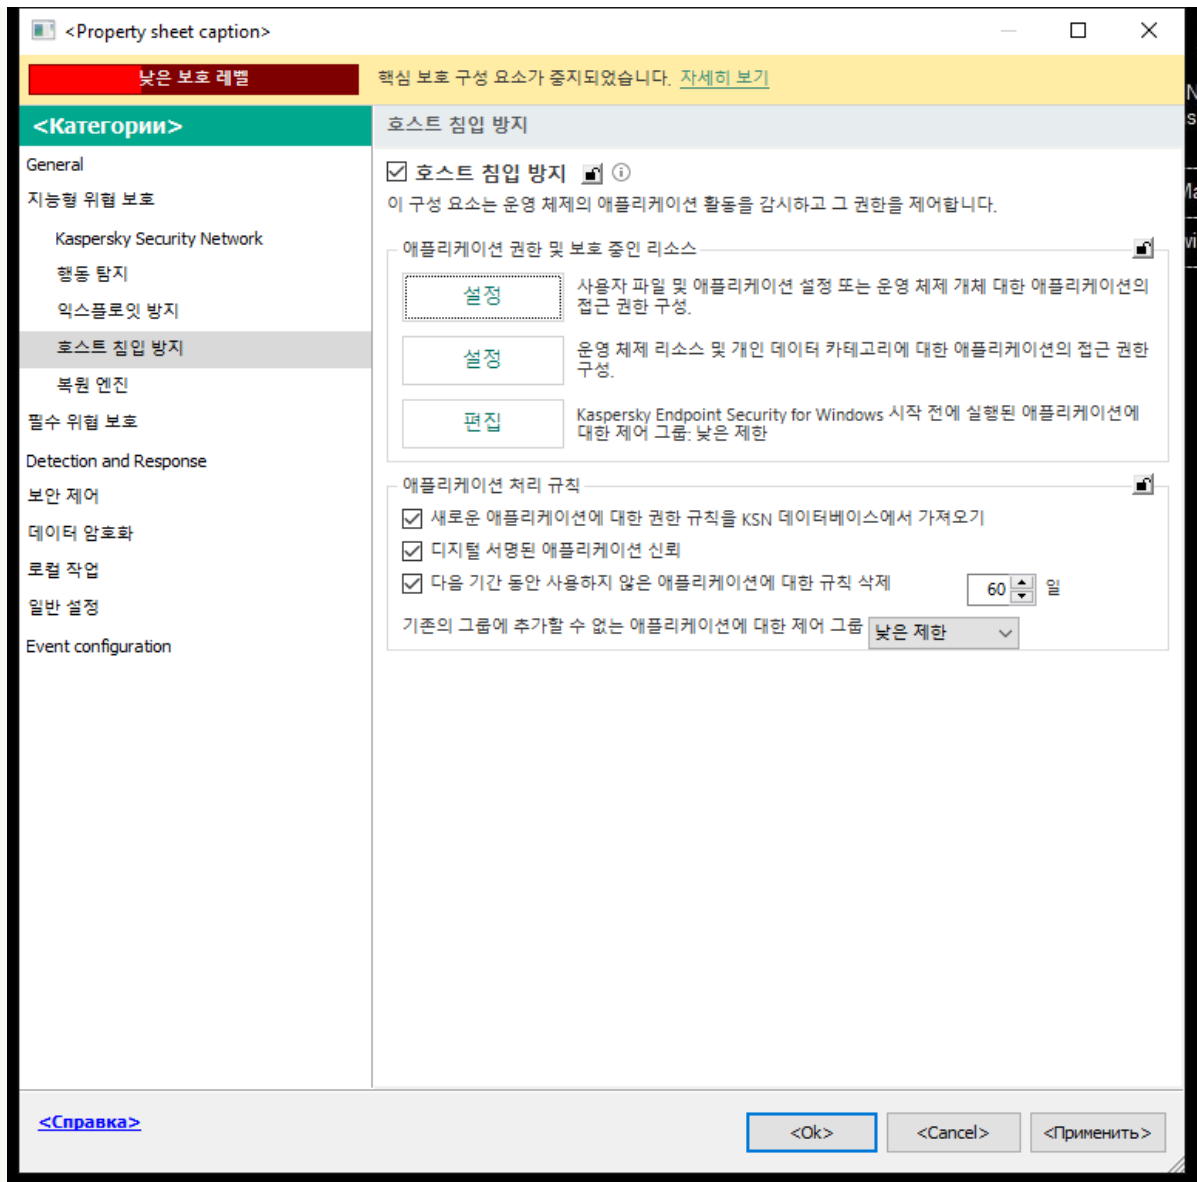 <Property sheet caption>
낮은 보호 레벨
핵심 보호 구성 요소가 중지되었습니다. 자세히 보기
<Категории>
General
지능형 위협 보호
Kaspersky Security Network
행동 탐지
익스플로잇 방지
호스트 침입 방지
복원 엔진
필수 위협 보호
Detection and Response
보안 제어
데이터 암호화
로컬 작업
일반 설정
Event configuration
호스트 침입 방지
호스트 침입 방지
이 구성 요소는 운영 체제의 애플리케이션 활동을 감시하고 그 권한을 제어합니다.
애플리케이션 권한 및 보호 중인 리소스
설정
사용자 파일 및 애플리케이션 설정 또는 운영 체제 개체 대한 애플리케이션의
접근 권한 구성.
설정
운영 체제 리소스 및 개인 데이터 카테고리에 대한 애플리케이션의 접근 권한
구성.
편집
Kaspersky Endpoint Security for Windows 시작 전에 실행된 애플리케이션에
대한 제어 그룹: 낮은 제한
애플리케이션 처리 규칙
새로운 애플리케이션에 대한 권한 규칙을 KSN 데이터베이스에서 가져오기
디지털 서명된 애플리케이션 신뢰
다음 기간 동안 사용하지 않은 애플리케이션에 대한 규칙 삭제 60 일
기존의 그룹에 추가할 수 없는 애플리케이션에 대한 제어 그룹 낮은 제한
<Справка>
<Ok>
<Cancel>
<Применить>